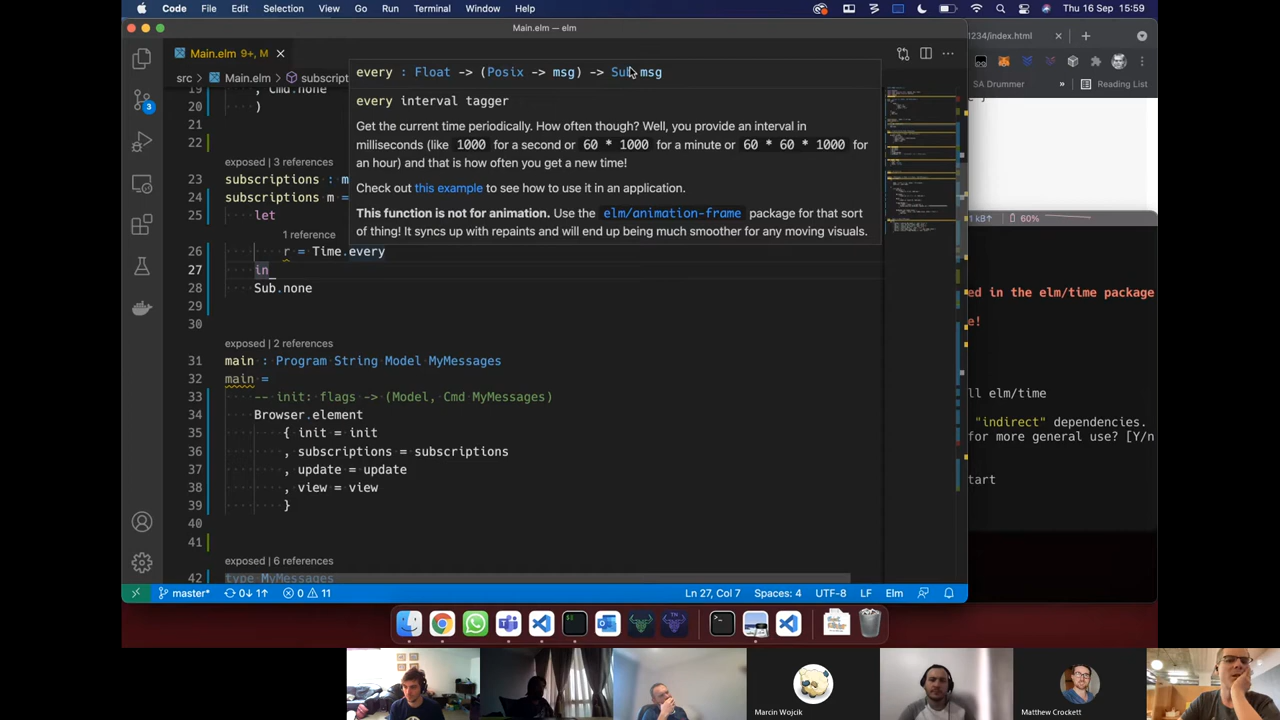 Code File Edit Selection View Go Run Terminal Window Help Thu 16 Sep 15:59
Main.elm — elm
1234/index.html
Main.elm 9+, M
SA Drummer » Reading List
src > Main.elm > subscript
every : Float -> (Posix -> msg) -> Sub msg
every interval tagger
Get the current time periodically. How often though? Well, you provide an interval in
milliseconds (like 1000 for a second or 60 * 1000 for a minute or 60 * 60 * 1000 for
an hour) and that is how often you get a new time!
Check out this example to see how to use it in an application.
This function is not for animation. Use the elm/animation-frame package for that sort
of thing! It syncs up with repaints and will end up being much smoother for any moving visuals.
19 , Cmd.none
20 )
21
22
exposed | 3 references
23 subscriptions : m
24 subscriptions m =
25 let
1 reference
26 r = Time.every
27 in
28 Sub.none
29
30
exposed | 2 references
31 main : Program String Model MyMessages
32 main =
33 -- init: flags -> (Model, Cmd MyMessages)
34 Browser.element
35 { init = init
36 , subscriptions = subscriptions
37 , update = update
38 , view = view
39 }
40
41
exposed | 6 references
42 type MyMessages
1 kB↑ 60%
ed in the elm/time package
e!
ll elm/time
"indirect" dependencies.
for more general use? [Y/n
start
master* 0↓ 1↑ 0 11 Ln 27, Col 7 Spaces: 4 UTF-8 LF Elm
Marcin Wojcik
Matthew Crockett